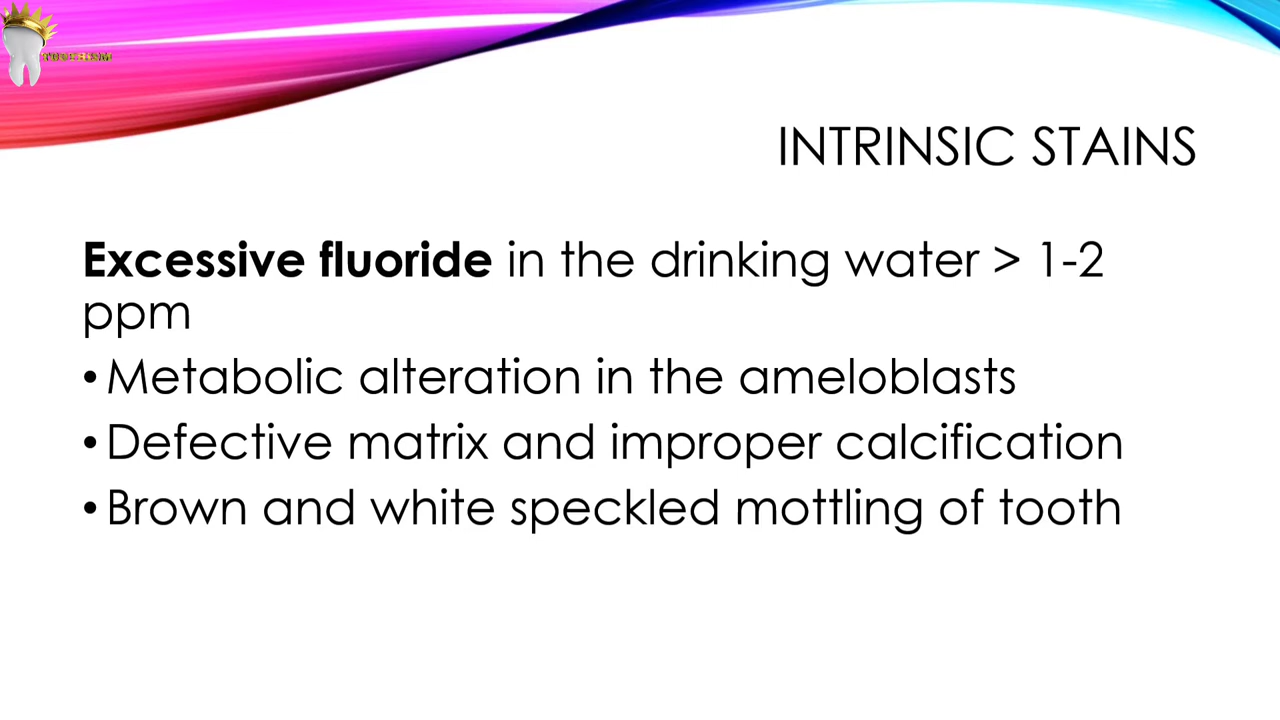 TOOTHISM
INTRINSIC STAINS
Excessive fluoride in the drinking water > 1-2
ppm
• Metabolic alteration in the ameloblasts
• Defective matrix and improper calcification
• Brown and white speckled mottling of tooth